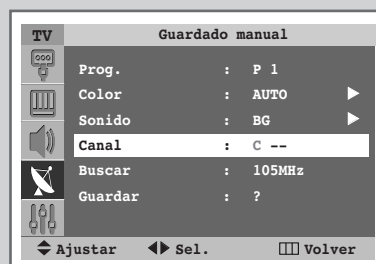 TV Guardado manual
Prog. : P 1
Color : AUTO
Sonido : BG
Canal : C --
Buscar : 105MHz
Guardar : ?
Ajustar Sel. Volver